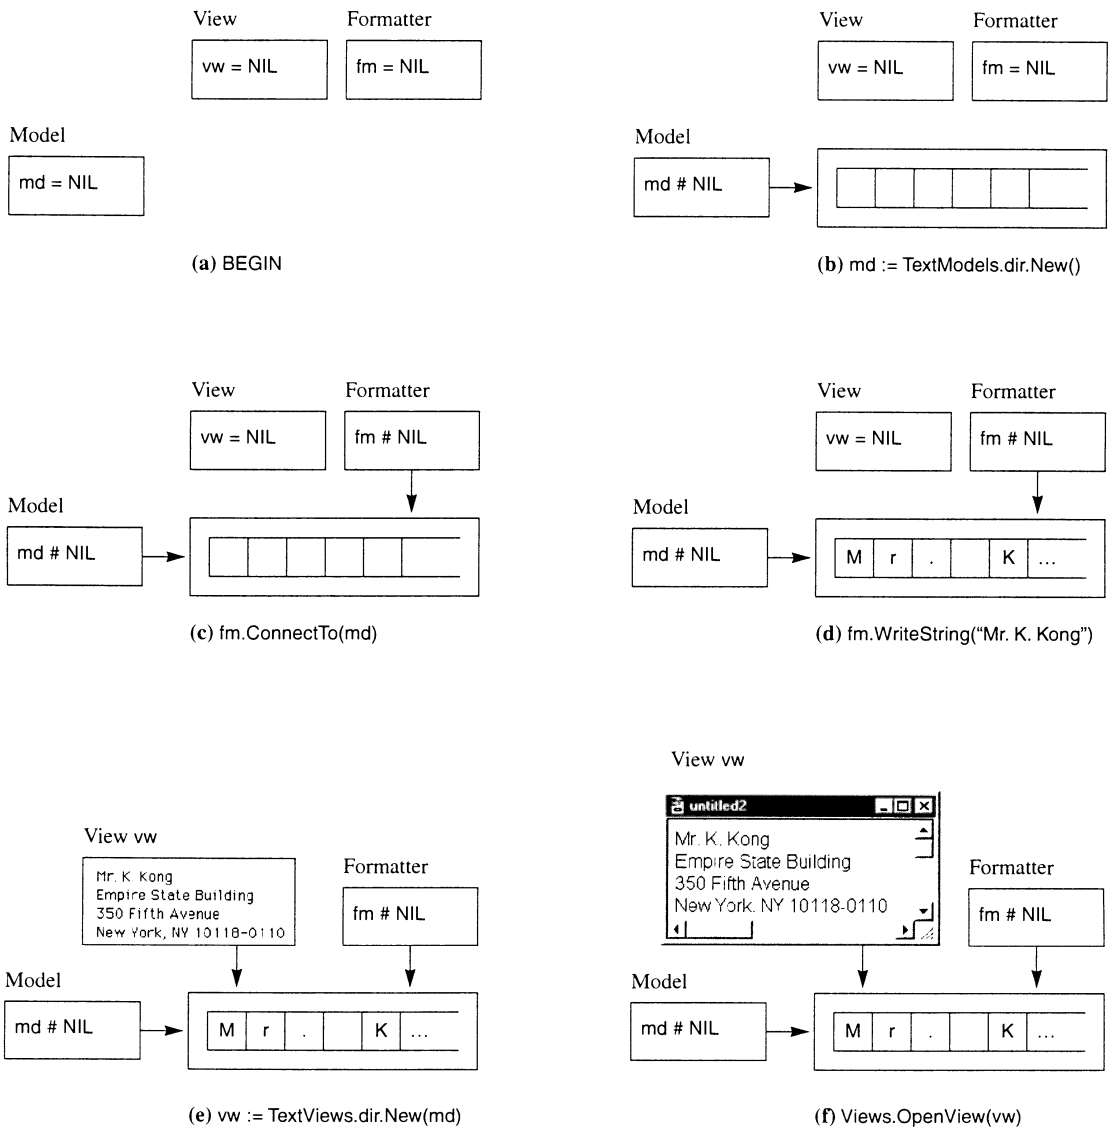 View Formatter
vw = NIL fm = NIL
Model
md = NIL
(a) BEGIN
View Formatter
vw = NIL fm = NIL
Model
md # NIL
(b) md := TextModels.dir.New()
View Formatter
vw = NIL fm # NIL
Model
md # NIL
(c) fm.ConnectTo(md)
View Formatter
vw = NIL fm # NIL
Model
md # NIL M r . K ...
(d) fm.WriteString(“Mr. K. Kong”)
View vw
Mr. K. Kong
Empire State Building
350 Fifth Avenue
New York, NY 10118-0110
Formatter
fm # NIL
Model
md # NIL M r . K ...
(e) vw := TextViews.dir.New(md)
View vw
untitled2
Mr. K. Kong
Empire State Building
350 Fifth Avenue
New York, NY 10118-0110
Formatter
fm # NIL
Model
md # NIL M r . K ...
(f) Views.OpenView(vw)